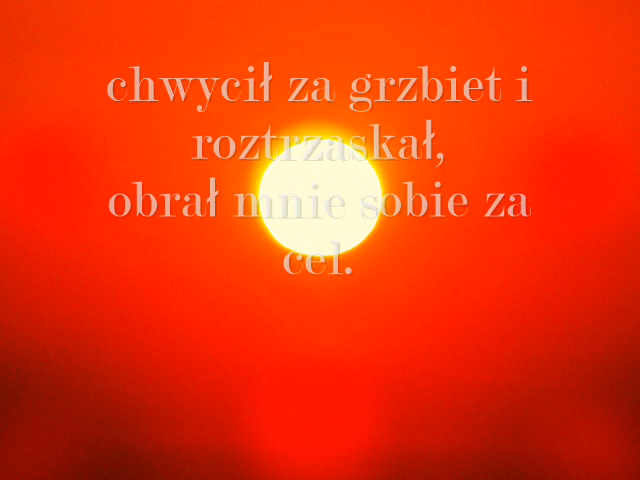 chwycił za grzbiet i
roztrzaskał,
obrał mnie sobie za
cel.